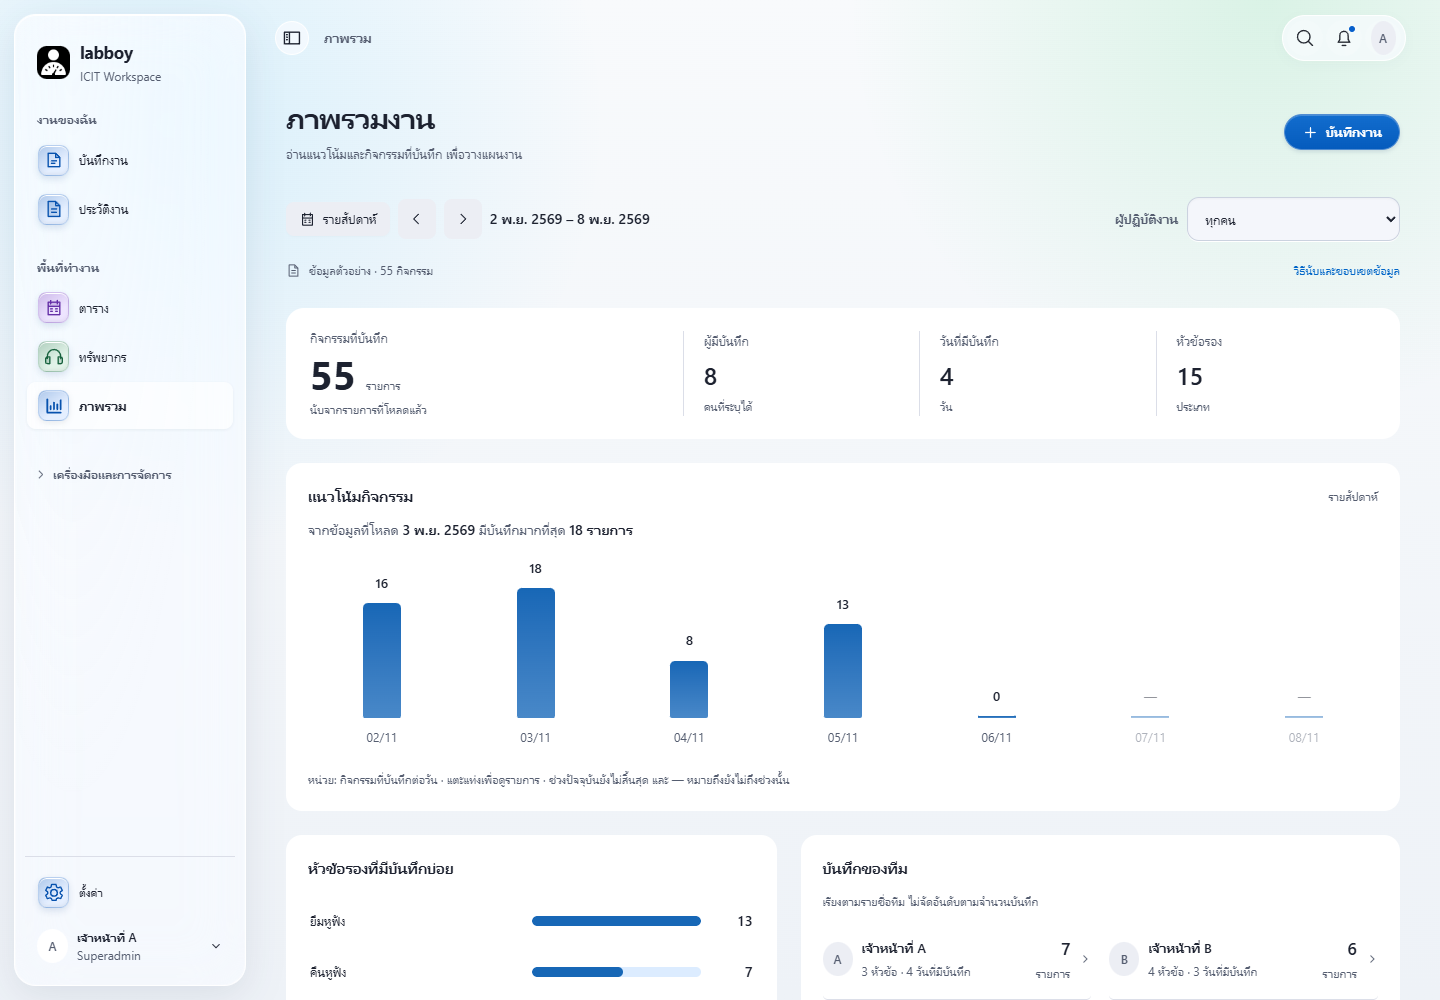 labboy
ICIT Workspace
งานของฉัน
บันทึกงาน
ประวัติงาน
พื้นที่ทำงาน
ตาราง
ทรัพยากร
ภาพรวม
เครื่องมือและการจัดการ
ตั้งค่า
A
เจ้าหน้าที่ A
Superadmin
ภาพรวม
A
ภาพรวมงาน
อ่านแนวโน้มและกิจกรรมที่บันทึก เพื่อวางแผนงาน
บันทึกงาน
รายสัปดาห์
2 พ.ย. 2569 – 8 พ.ย. 2569
ผู้ปฏิบัติงาน
ทุกคน
ข้อมูลตัวอย่าง · 55 กิจกรรม
วิธีนับและขอบเขตข้อมูล
กิจกรรมที่บันทึก
55 รายการ
นับจากรายการที่โหลดแล้ว
ผู้มีบันทึก
8
คนที่ระบุได้
วันที่มีบันทึก
4
วัน
หัวข้อรอง
15
ประเภท
แนวโน้มกิจกรรม
รายสัปดาห์
จากข้อมูลที่โหลด 3 พ.ย. 2569 มีบันทึกมากที่สุด 18 รายการ
16
18
8
13
0
—
—
02/11
03/11
04/11
05/11
06/11
07/11
08/11
หน่วย: กิจกรรมที่บันทึกต่อวัน · แตะแท่งเพื่อดูรายการ · ช่วงปัจจุบันยังไม่สิ้นสุด และ — หมายถึงยังไม่ถึงช่วงนั้น
หัวข้อรองที่มีบันทึกบ่อย
ยืมหูฟัง
13
คืนหูฟัง
7
บันทึกของทีม
เรียงตามรายชื่อทีม ไม่จัดอันดับตามจำนวนบันทึก
A
เจ้าหน้าที่ A
3 หัวข้อ · 4 วันที่มีบันทึก
7
รายการ
B
เจ้าหน้าที่ B
4 หัวข้อ · 3 วันที่มีบันทึก
6
รายการ